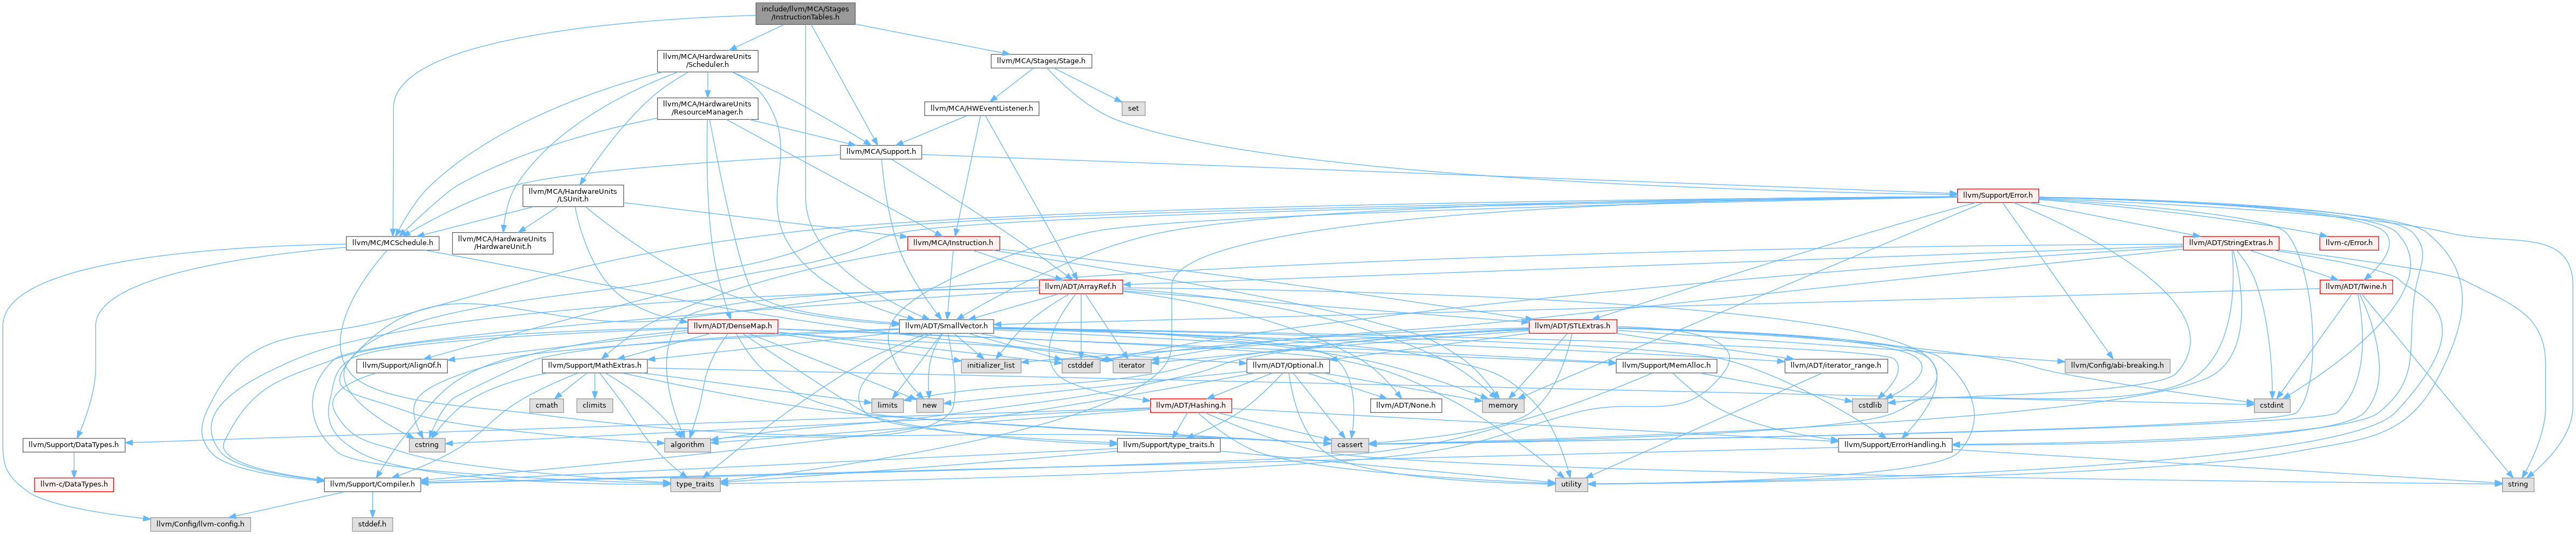 include/llvm/MCA/Stages
/InstructionTables.h
llvm/MCA/HardwareUnits
/Scheduler.h
llvm/MCA/Stages/Stage.h
llvm/MCA/HardwareUnits
/ResourceManager.h
llvm/MCA/HWEventListener.h
set
llvm/MCA/Support.h
llvm/MCA/HardwareUnits
/LSUnit.h
llvm/Support/Error.h
llvm/MC/MCSchedule.h
llvm/MCA/HardwareUnits
/HardwareUnit.h
llvm/MCA/Instruction.h
llvm/ADT/StringExtras.h
llvm-c/Error.h
llvm/ADT/ArrayRef.h
llvm/ADT/Twine.h
llvm/ADT/DenseMap.h
llvm/ADT/SmallVector.h
llvm/ADT/STLExtras.h
llvm/Support/AlignOf.h
llvm/Support/MathExtras.h
initializer_list
cstddef
iterator
llvm/ADT/Optional.h
llvm/Support/MemAlloc.h
llvm/ADT/iterator_range.h
llvm/Config/abi-breaking.h
cmath
climits
limits
new
llvm/ADT/Hashing.h
llvm/ADT/None.h
memory
cstdlib
cstdint
llvm/Support/DataTypes.h
cstring
algorithm
llvm/Support/type_traits.h
cassert
llvm/Support/ErrorHandling.h
llvm-c/DataTypes.h
llvm/Support/Compiler.h
type_traits
utility
string
llvm/Config/llvm-config.h
stddef.h